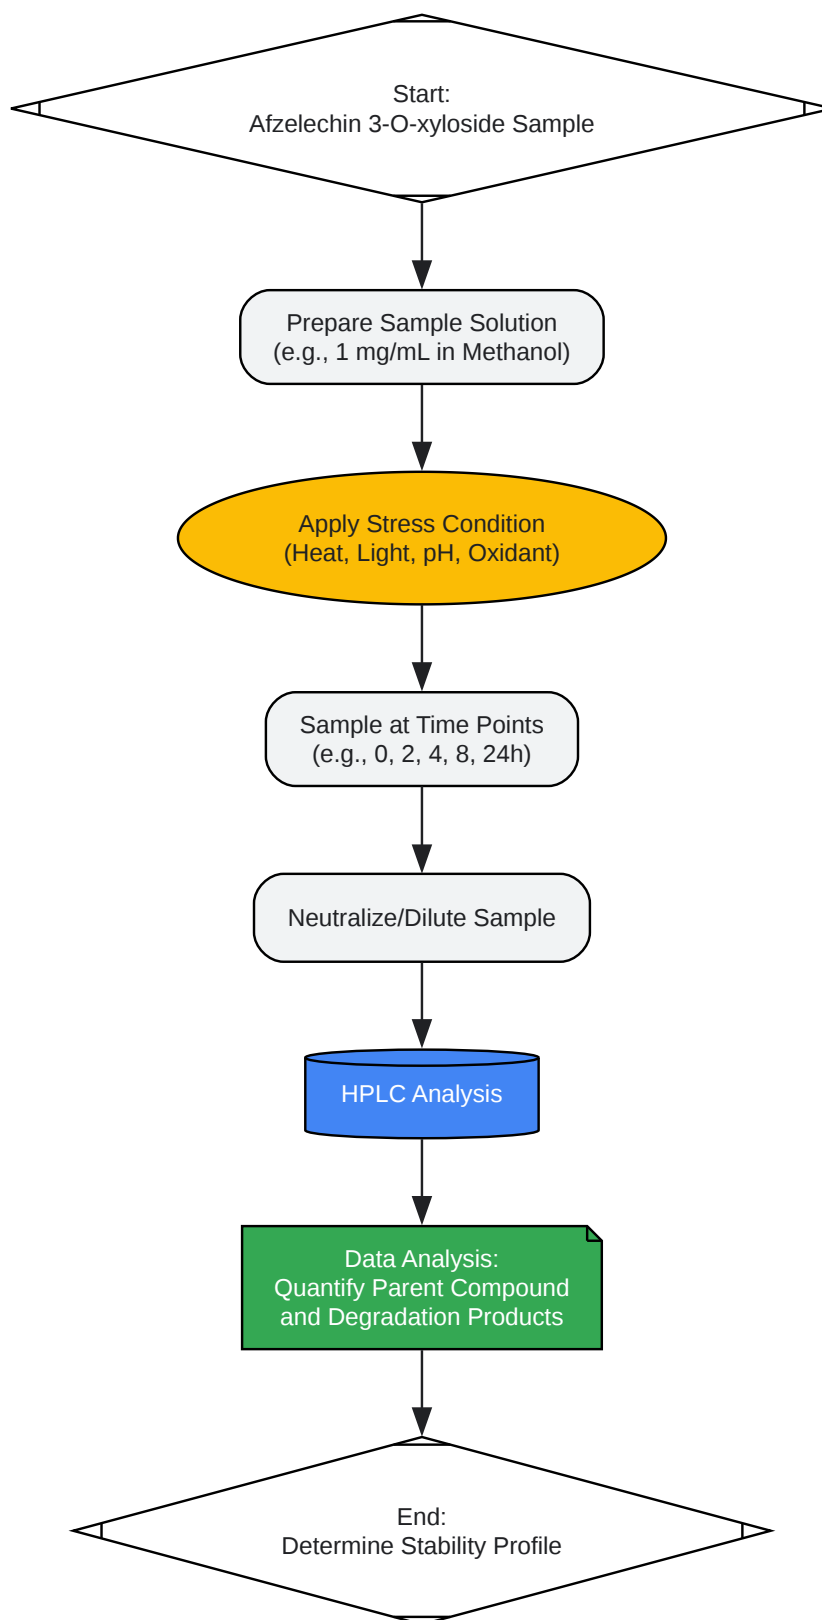 Start:
Afzelechin 3-O-xyloside Sample
Prepare Sample Solution
(e.g., 1 mg/mL in Methanol)
Apply Stress Condition
(Heat, Light, pH, Oxidant)
Sample at Time Points
(e.g., 0, 2, 4, 8, 24h)
Neutralize/Dilute Sample
HPLC Analysis
Data Analysis:
Quantify Parent Compound
and Degradation Products
End:
Determine Stability Profile